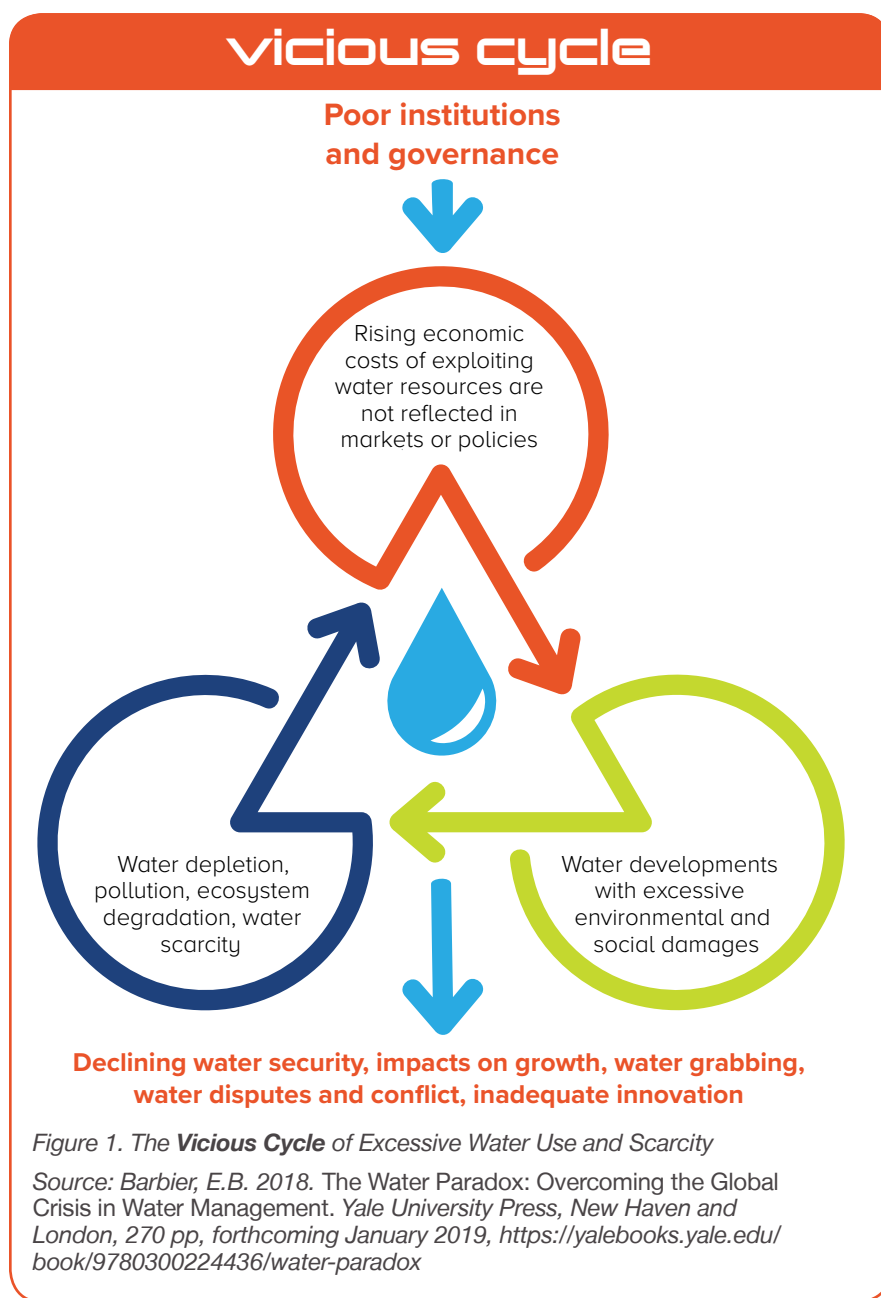 vicious cycle
Poor institutions
and governance
Rising economic
costs of exploiting
water resources are
not reflected in
markets or policies
Water depletion,
pollution, ecosystem
degradation, water
scarcity
Water developments
with excessive
environmental and
social damages
Declining water security, impacts on growth, water grabbing,
water disputes and conflict, inadequate innovation
Figure 1. The Vicious Cycle of Excessive Water Use and Scarcity
Source: Barbier, E.B. 2018. The Water Paradox: Overcoming the Global
Crisis in Water Management. Yale University Press, New Haven and
London, 270 pp, forthcoming January 2019, https://yalebooks.yale.edu/
book/9780300224436/water-paradox